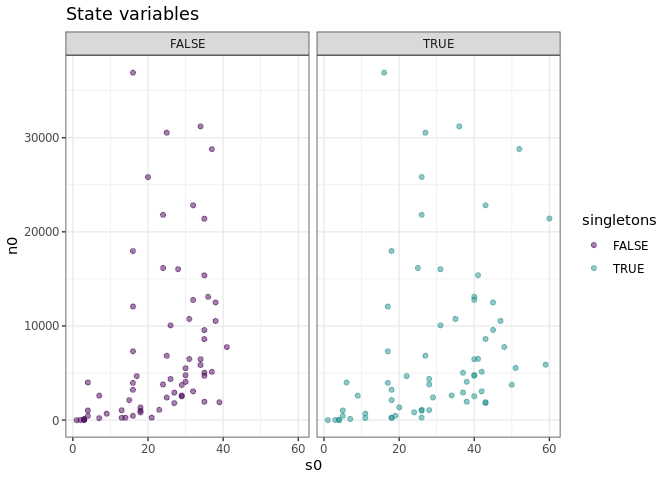 State variables
FALSE TRUE
30000
20000
10000
0
n0
0 20 40 60 0 20 40 60
s0
singletons
FALSE
TRUE